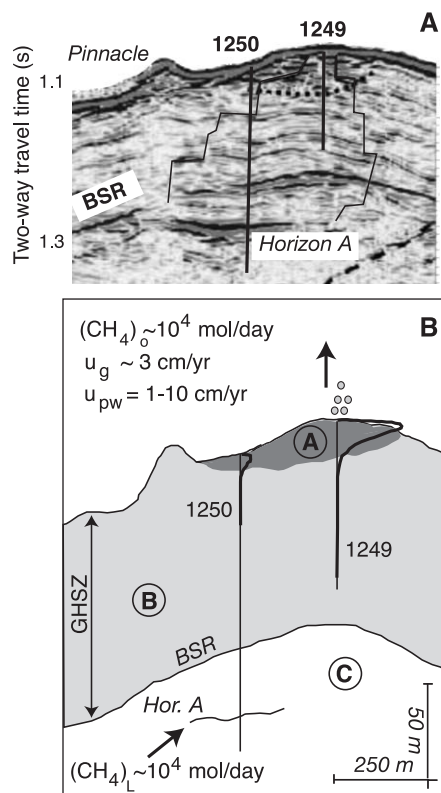 1249
A
1250
Pinnacle
Two-way travel time (s)
1.1
BSR
1.3
Horizon A
(CH4)o~10^4 mol/day
B
ug ~ 3 cm/yr
upw = 1-10 cm/yr
A
1250
1249
GHSZ
B
BSR
C
Hor. A
50 m
(CH4)L~10^4 mol/day
250 m